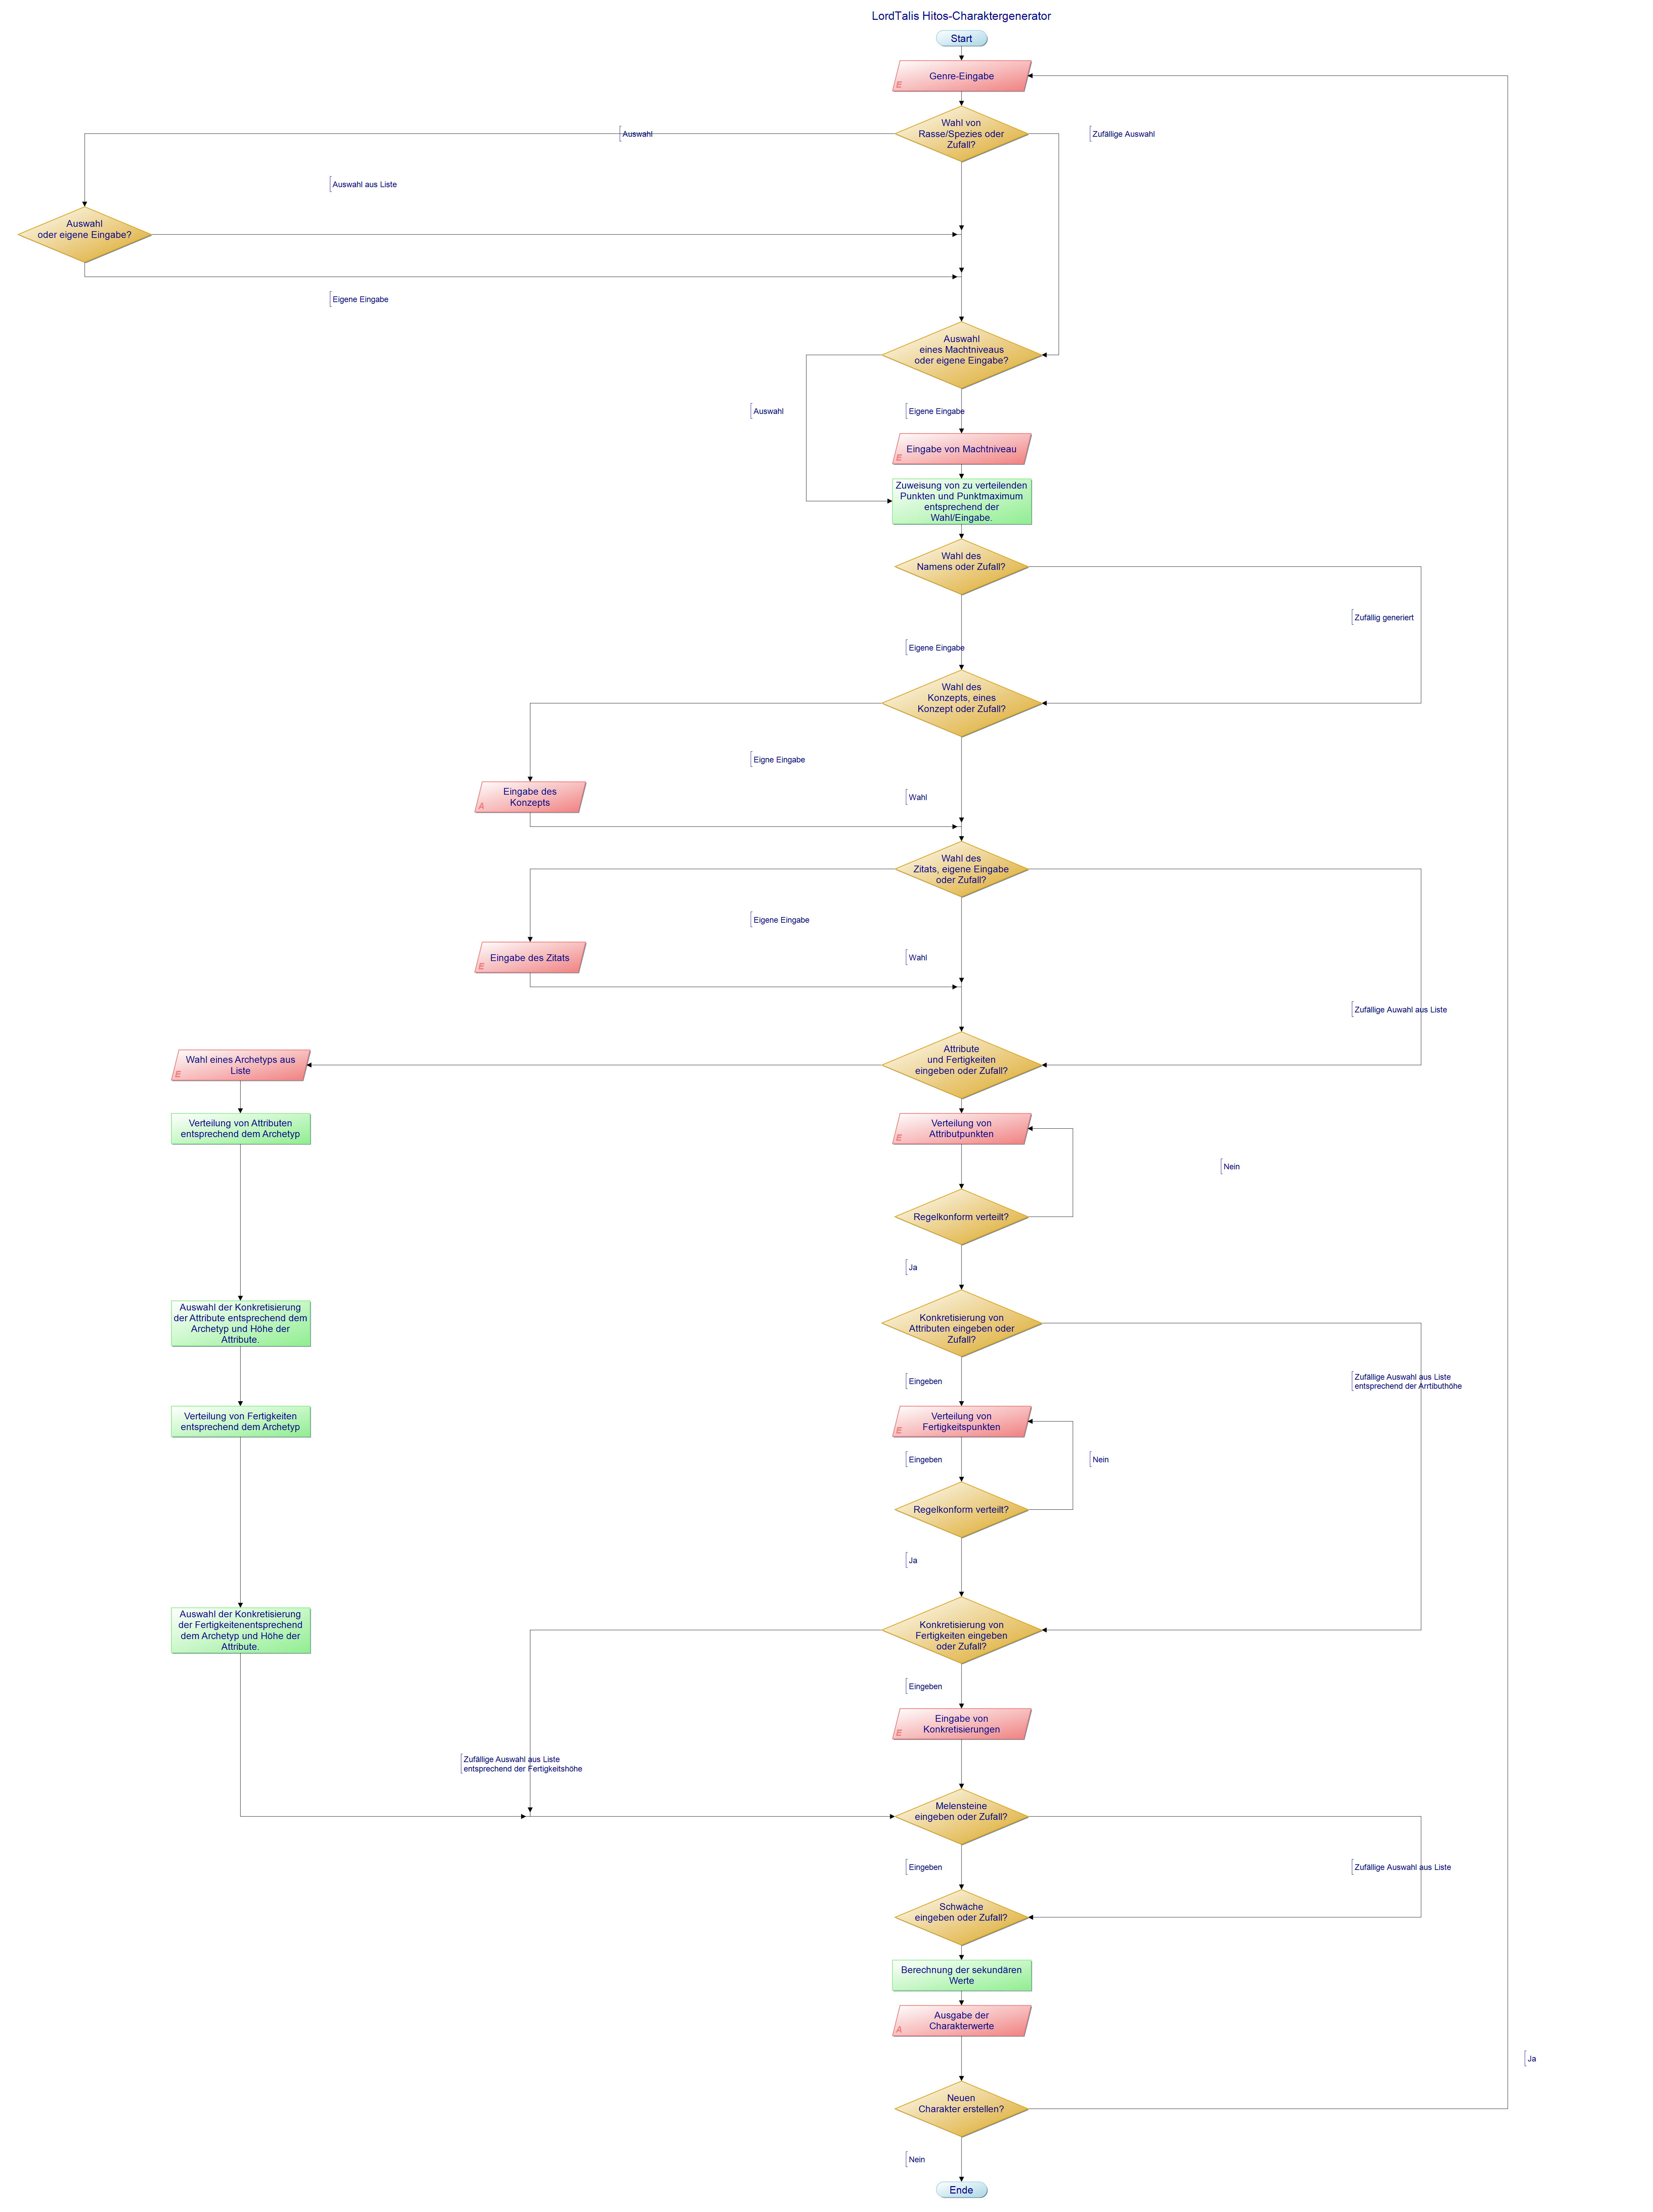 LordTalis Hitos-Charaktergenerator
Start
Genre-Eingabe
E
Wahl von
Rasse/Spezies oder
Zufall?
Auswahl
Zufällige Auswahl
Auswahl aus Liste
Auswahl
oder eigene Eingabe?
Eigene Eingabe
Auswahl
eines Machtniveaus
oder eigene Eingabe?
Auswahl
Eigene Eingabe
Eingabe von Machtniveau
E
Zuweisung von zu verteilenden
Punkten und Punktmaximum
entsprechend der
Wahl/Eingabe.
Wahl des
Namens oder Zufall?
Zufällig generiert
Eigene Eingabe
Wahl des
Konzepts, eines
Konzept oder Zufall?
Eigne Eingabe
Eingabe des
Konzepts
A
Wahl
Wahl des
Zitats, eigene Eingabe
oder Zufall?
Eigene Eingabe
Eingabe des Zitats
E
Wahl
Zufällige Auwahl aus Liste
Wahl eines Archetyps aus
Liste
E
Attribute
und Fertigkeiten
eingeben oder Zufall?
Verteilung von Attributen
entsprechend dem Archetyp
Verteilung von
Attributpunkten
E
Nein
Regelkonform verteilt?
Ja
Auswahl der Konkretisierung
der Attribute entsprechend dem
Archetyp und Höhe der
Attribute.
Konkretisierung von
Attributen eingeben oder
Zufall?
Eingeben
Zufällige Auswahl aus Liste
entsprechend der Arrtibuthöhe
Verteilung von Fertigkeiten
entsprechend dem Archetyp
Verteilung von
Fertigkeitspunkten
E
Eingeben
Nein
Regelkonform verteilt?
Ja
Auswahl der Konkretisierung
der Fertigkeitenentsprechend
dem Archetyp und Höhe der
Attribute.
Konkretisierung von
Fertigkeiten eingeben
oder Zufall?
Eingeben
Eingabe von
Konkretisierungen
E
Zufällige Auswahl aus Liste
entsprechend der Fertigkeitshöhe
Melensteine
eingeben oder Zufall?
Eingeben
Zufällige Auswahl aus Liste
Schwäche
eingeben oder Zufall?
Berechnung der sekundären
Werte
Ausgabe der
Charakterwerte
A
Ja
Neuen
Charakter erstellen?
Nein
Ende